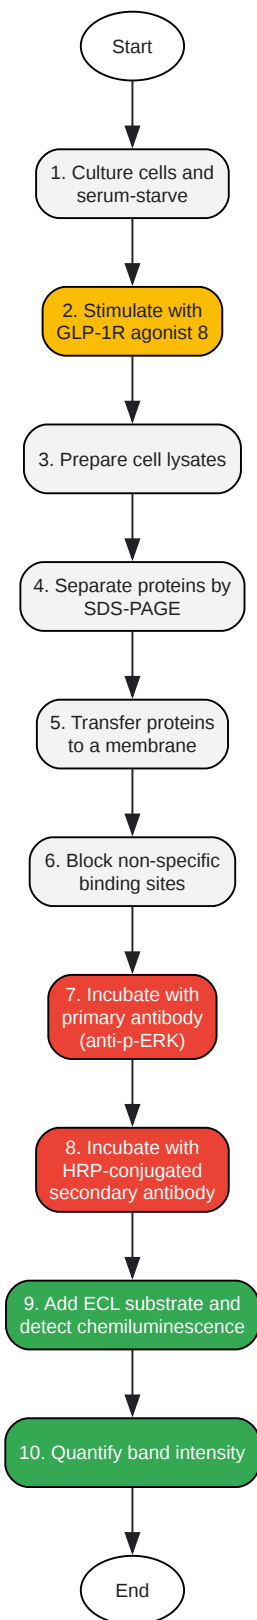 Start
1. Culture cells and
serum-starve
2. Stimulate with
GLP-1R agonist 8
3. Prepare cell lysates
4. Separate proteins by
SDS-PAGE
5. Transfer proteins
to a membrane
6. Block non-specific
binding sites
7. Incubate with
primary antibody
(anti-p-ERK)
8. Incubate with
HRP-conjugated
secondary antibody
9. Add ECL substrate and
detect chemiluminescence
10. Quantify band intensity
End